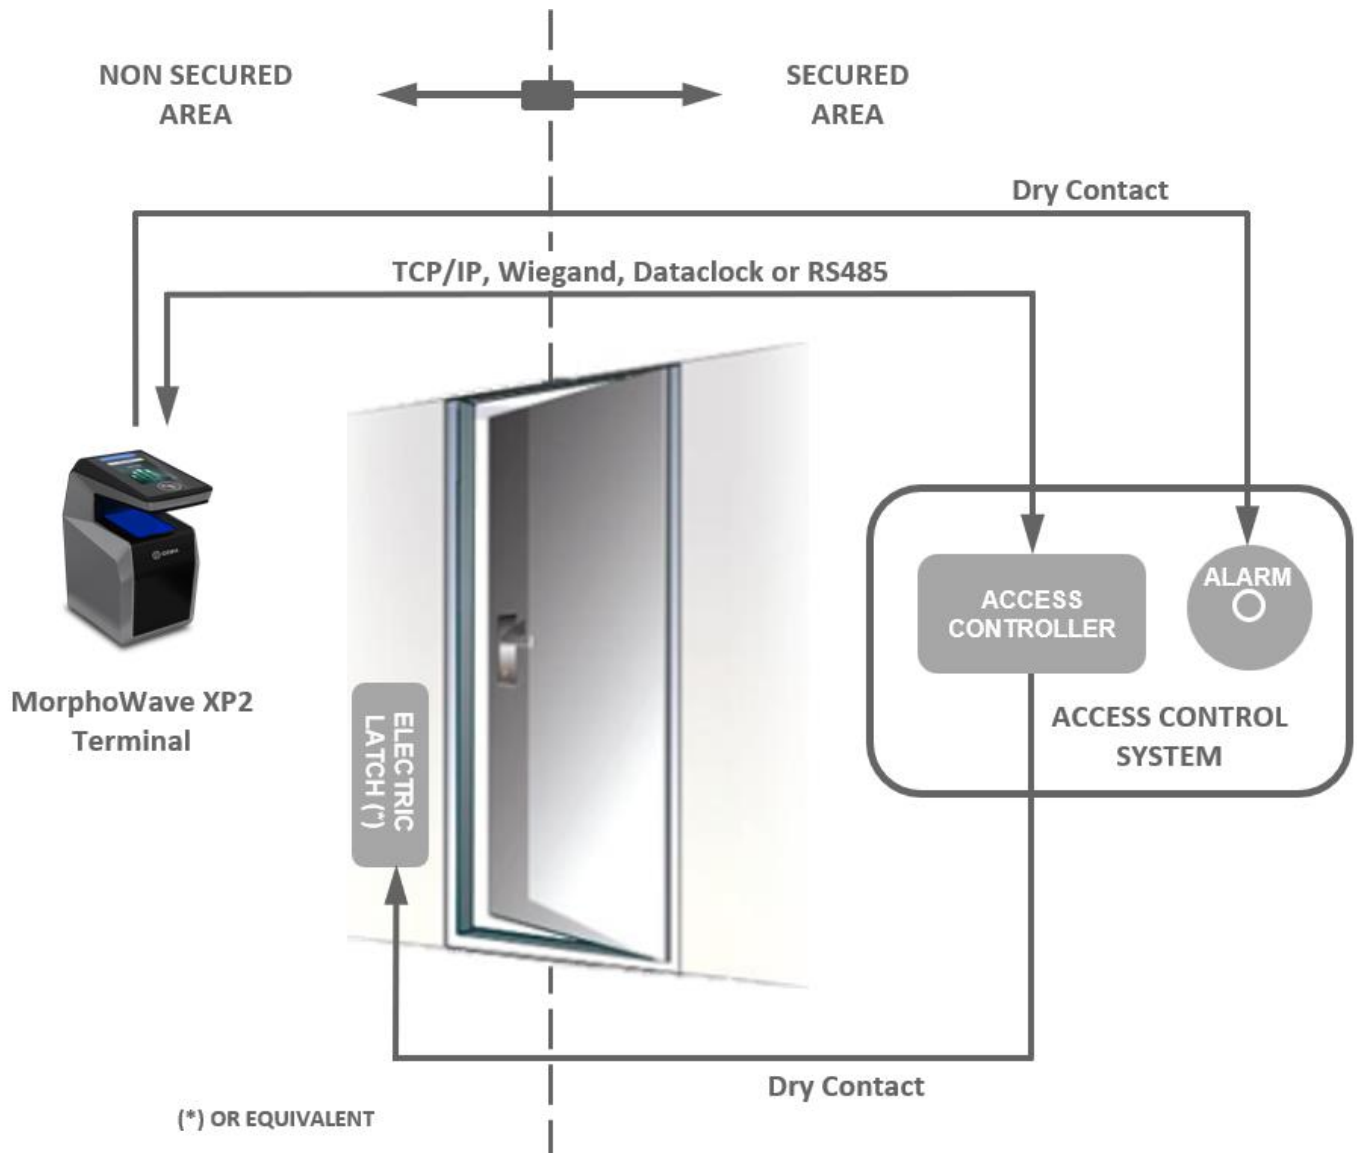 NON SECURED
AREA
SECURED
AREA
Dry Contact
TCP/IP, Wiegand, Dataclock or RS485
MorphoWave XP2
Terminal
ELECTRIC
LATCH (*)
ACCESS
CONTROLLER
ALARM
ACCESS CONTROL
SYSTEM
Dry Contact
(*) OR EQUIVALENT